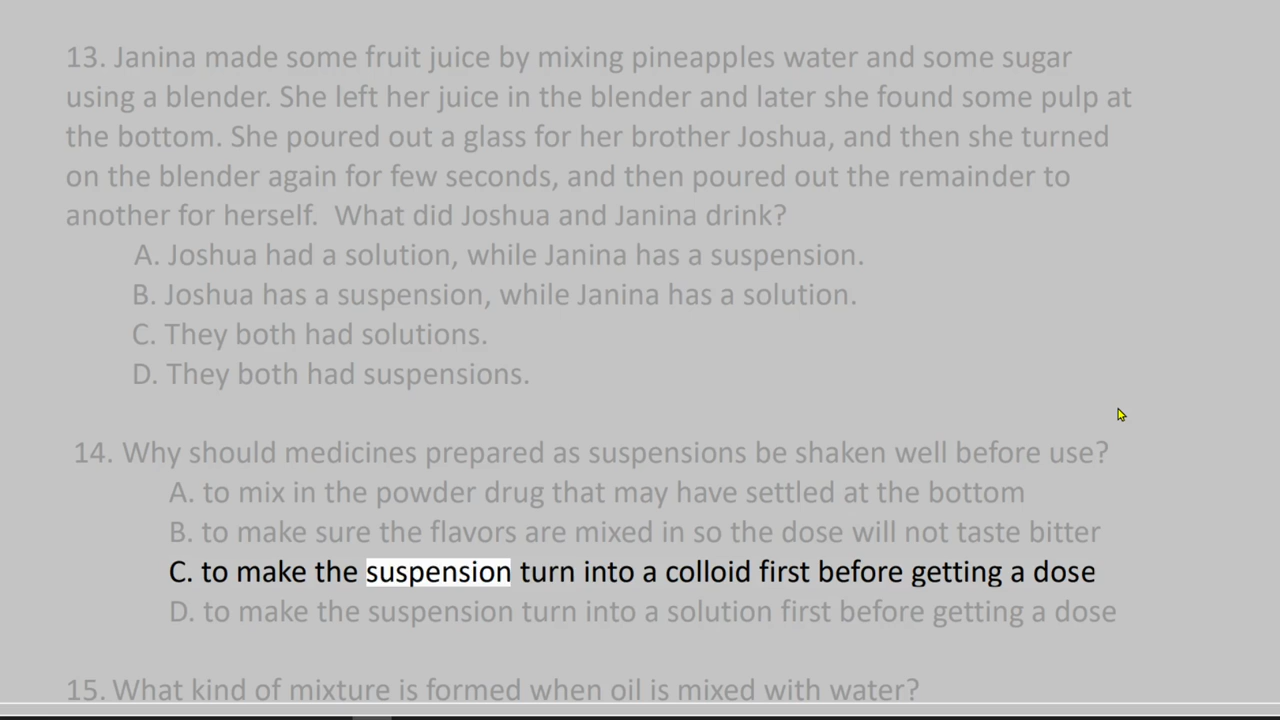 13. Janina made some fruit juice by mixing pineapples water and some sugar
using a blender. She left her juice in the blender and later she found some pulp at
the bottom. She poured out a glass for her brother Joshua, and then she turned
on the blender again for few seconds, and then poured out the remainder to
another for herself.  What did Joshua and Janina drink?
A. Joshua had a solution, while Janina has a suspension.
B. Joshua has a suspension, while Janina has a solution.
C. They both had solutions.
D. They both had suspensions.
14. Why should medicines prepared as suspensions be shaken well before use?
A. to mix in the powder drug that may have settled at the bottom
B. to make sure the flavors are mixed in so the dose will not taste bitter
C. to make the suspension turn into a colloid first before getting a dose
D. to make the suspension turn into a solution first before getting a dose
15. What kind of mixture is formed when oil is mixed with water?